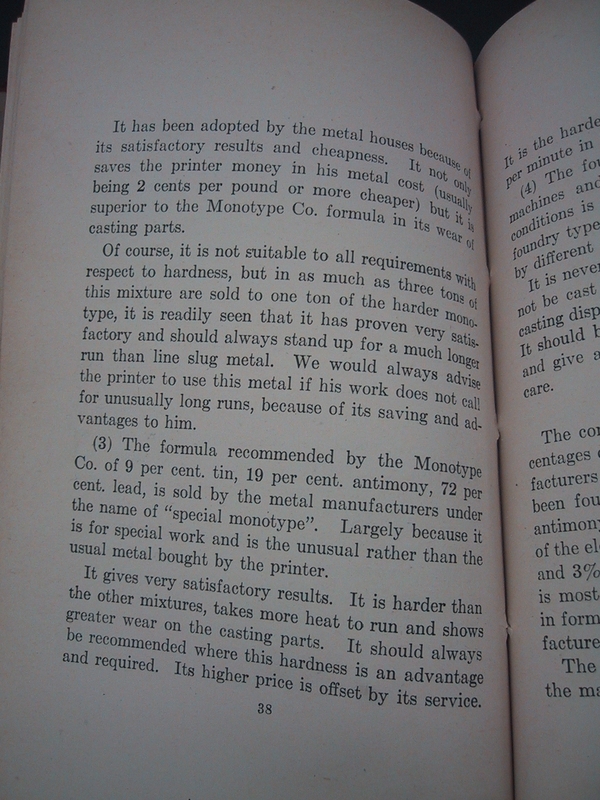 It has been adopted by the metal houses because of
its satisfactory results and cheapness. It not only
saves the printer money in his metal cost (usually
being 2 cents per pound or more cheaper) but it is
superior to the Monotype Co. formula in its wear of
casting parts.
Of course, it is not suitable to all requirements with
respect to hardness, but in as much as three tons of
this mixture are sold to one ton of the harder mono-
type, it is readily seen that it has proven very satis-
factory and should always stand up for a much longer
run than line slug metal. We would always advise
the printer to use this metal if his work does not call
for unusually long runs, because of its saving and ad-
vantages to him.
(3) The formula recommended by the Monotype
Co. of 9 per cent. tin, 19 per cent. antimony, 72 per
cent. lead, is sold by the metal manufacturers under
the name of "special monotype". Largely because it
is for special work and is the unusual rather than the
usual metal bought by the printer.
It gives very satisfactory results. It is harder than
the other mixtures, takes more heat to run and shows
greater wear on the casting parts. It should always
be recommended where this hardness is an advantage
and required. Its higher price is offset by its service.
38
It is the harde
per minute in
(4) The fo
machines and
conditions is
foundry type
by different
It is never
not be cast
casting disp
It should b
and give a
care.
The con
centages
facturers
been fou
antimony
of the el
and 3%
is most
in form
facture
The
the ma